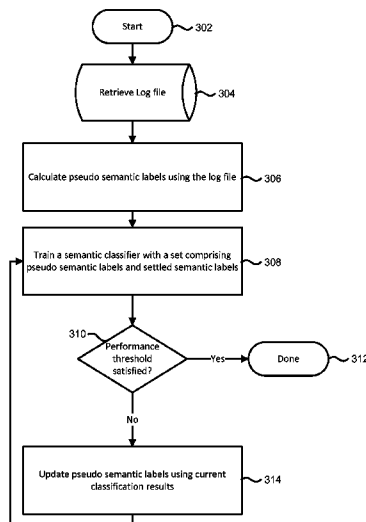 Start
302
Retrieve Log file
304
Calculate pseudo semantic labels using the log file
306
Train a semantic classifier with a set comprising
pseudo semantic labels and settled semantic labels
308
310
Performance
threshold
satisfied?
Yes
Done
312
No
Update pseudo semantic labels using current
classification results
314